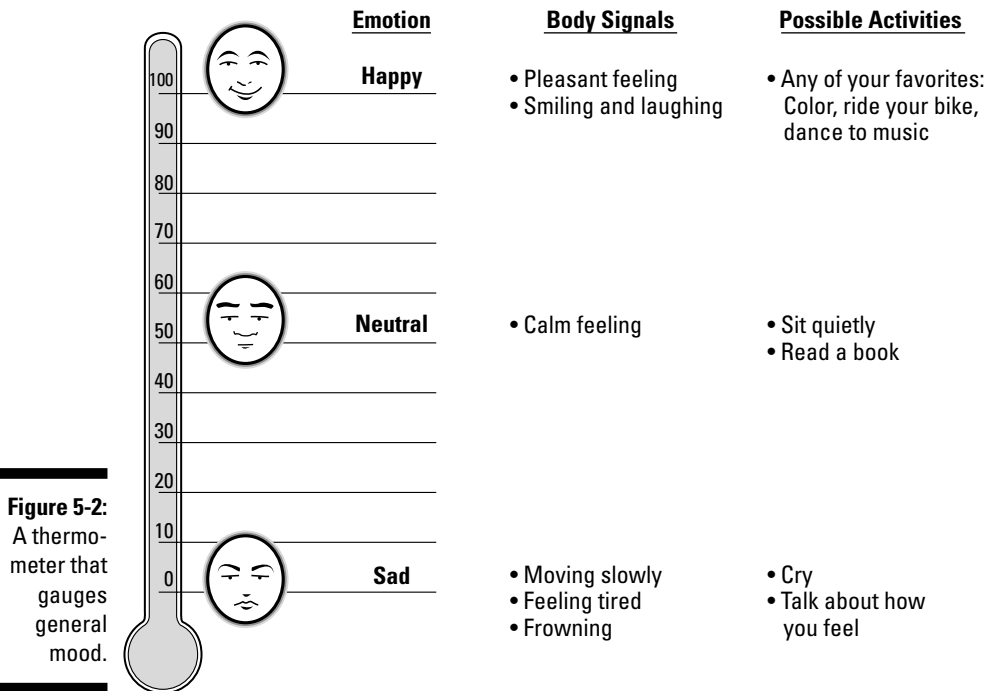 Emotion Body Signals Possible Activities
100 Happy • Pleasant feeling • Any of your favorites:
• Smiling and laughing Color, ride your bike,
dance to music
90
80
70
60
50 Neutral • Calm feeling • Sit quietly
• Read a book
40
30
20
10
0 Sad • Moving slowly • Cry
• Feeling tired • Talk about how
• Frowning you feel
Figure 5-2:
A thermo-
meter that
gauges
general
mood.